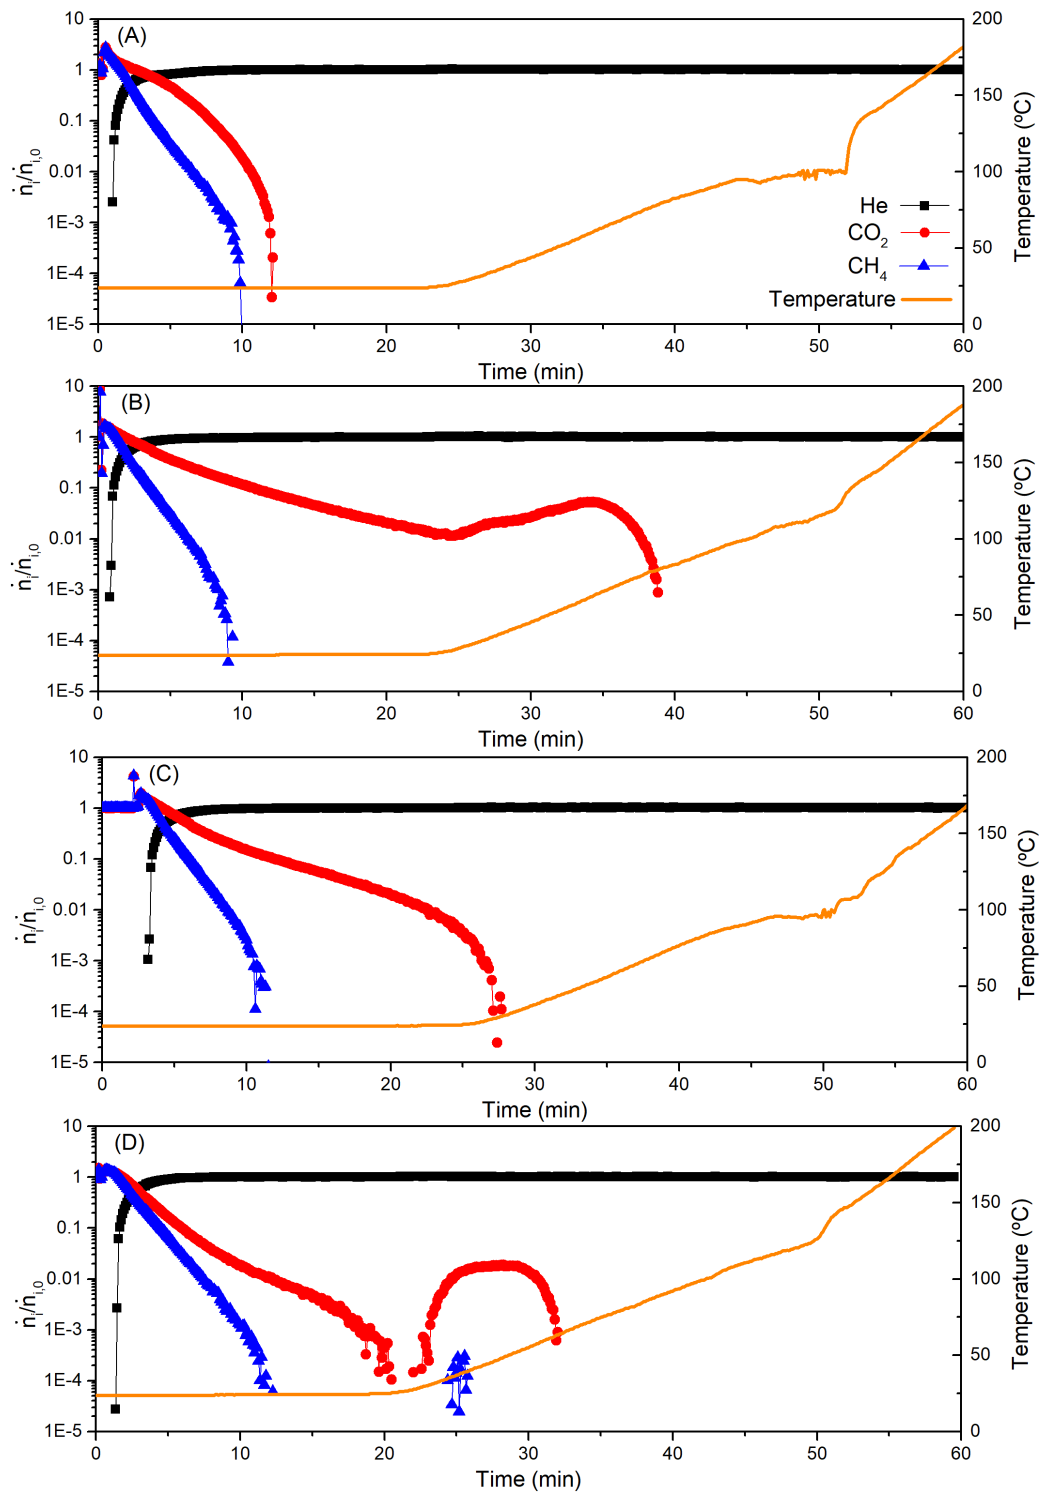 (A)
10
1
0.1
0.01
1E-3
1E-4
1E-5
ṅᵢ/ṅᵢ,₀
200
150
100
50
0
Temperature (ºC)
He
CO₂
CH₄
Temperature
0 10 20 30 40 50 60
Time (min)
(B)
10
1
0.1
0.01
1E-3
1E-4
1E-5
ṅᵢ/ṅᵢ,₀
200
150
100
50
0
Temperature (ºC)
0 10 20 30 40 50 60
Time (min)
(C)
10
1
0.1
0.01
1E-3
1E-4
1E-5
ṅᵢ/ṅᵢ,₀
200
150
100
50
0
Temperature (ºC)
0 10 20 30 40 50 60
Time (min)
(D)
10
1
0.1
0.01
1E-3
1E-4
1E-5
ṅᵢ/ṅᵢ,₀
200
150
100
50
0
Temperature (ºC)
0 10 20 30 40 50 60
Time (min)